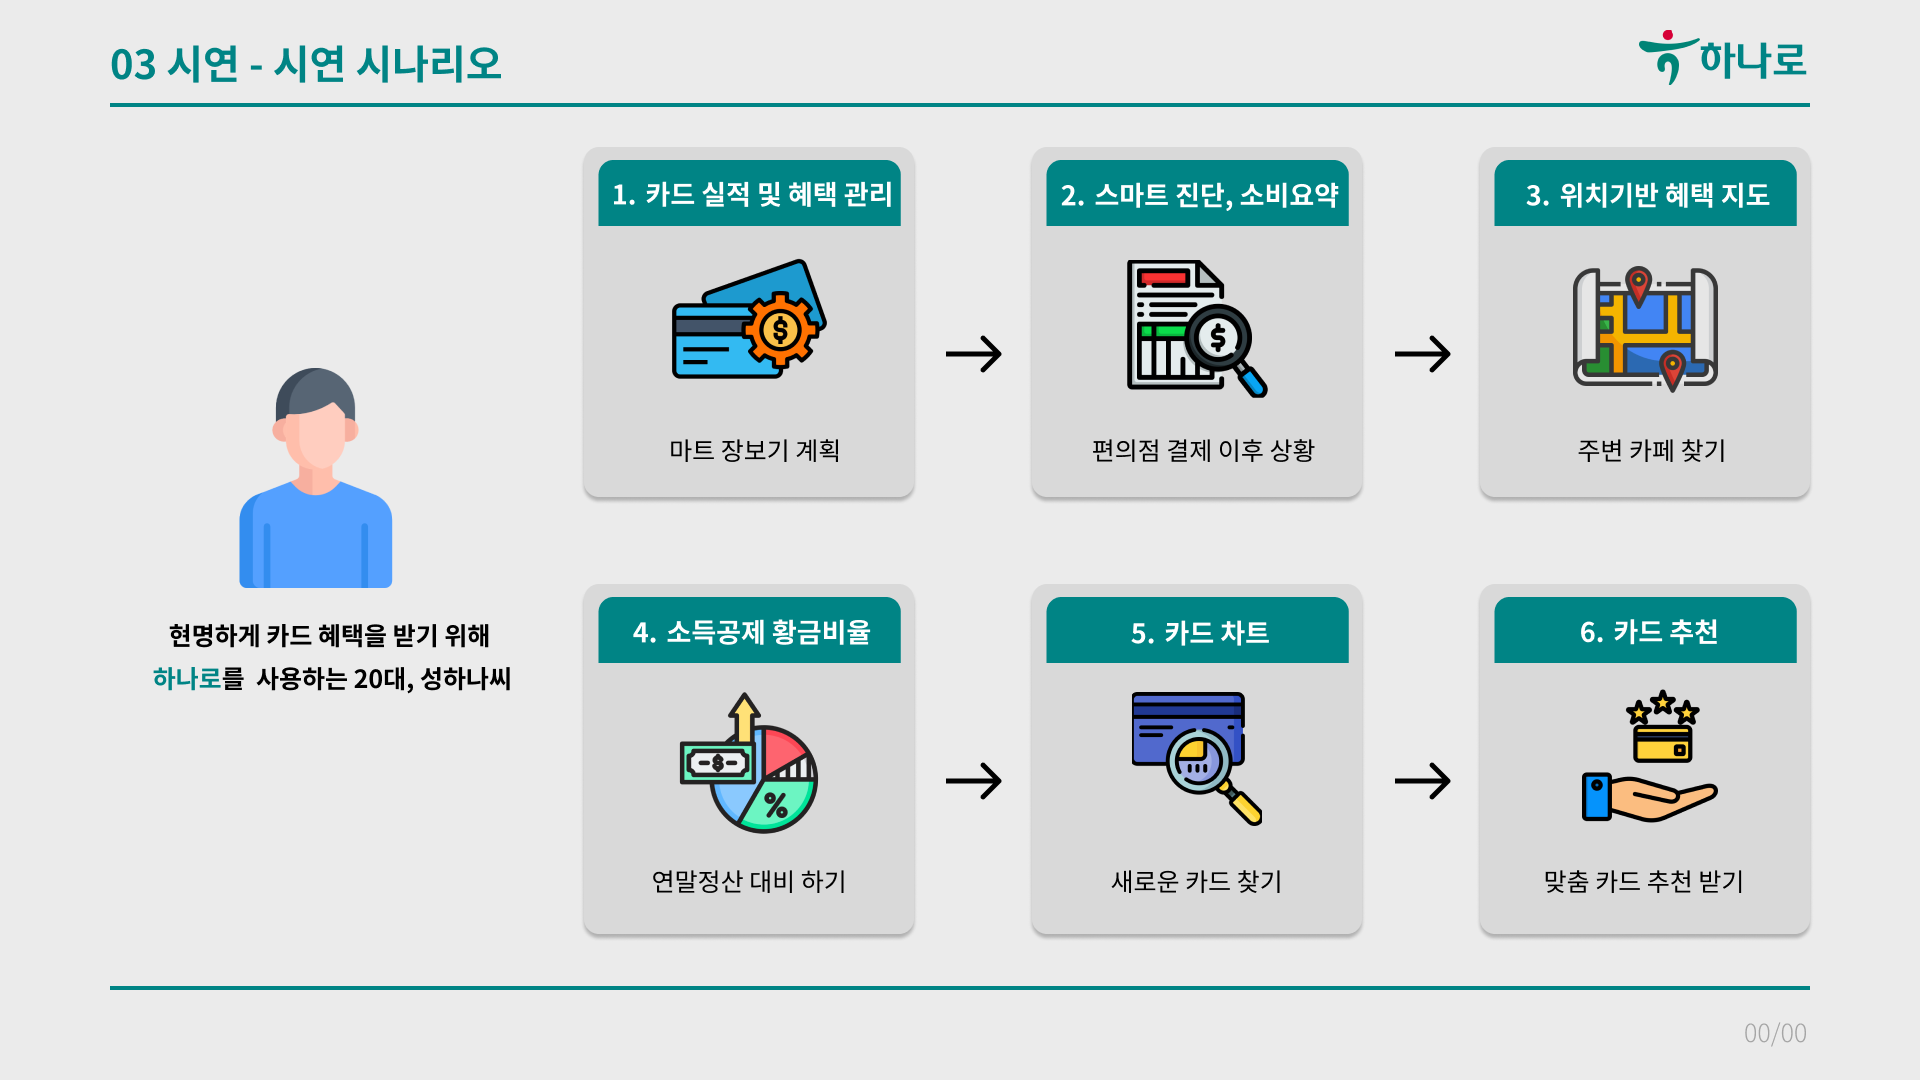 03 시연 - 시연 시나리오
하나로
1. 카드 실적 및 혜택 관리
마트 장보기 계획
2. 스마트 진단, 소비요약
편의점 결제 이후 상황
3. 위치기반 혜택 지도
주변 카페 찾기
현명하게 카드 혜택을 받기 위해
하나로를 사용하는 20대, 성하나씨
4. 소득공제 황금비율
연말정산 대비 하기
5. 카드 차트
새로운 카드 찾기
6. 카드 추천
맞춤 카드 추천 받기
00/00